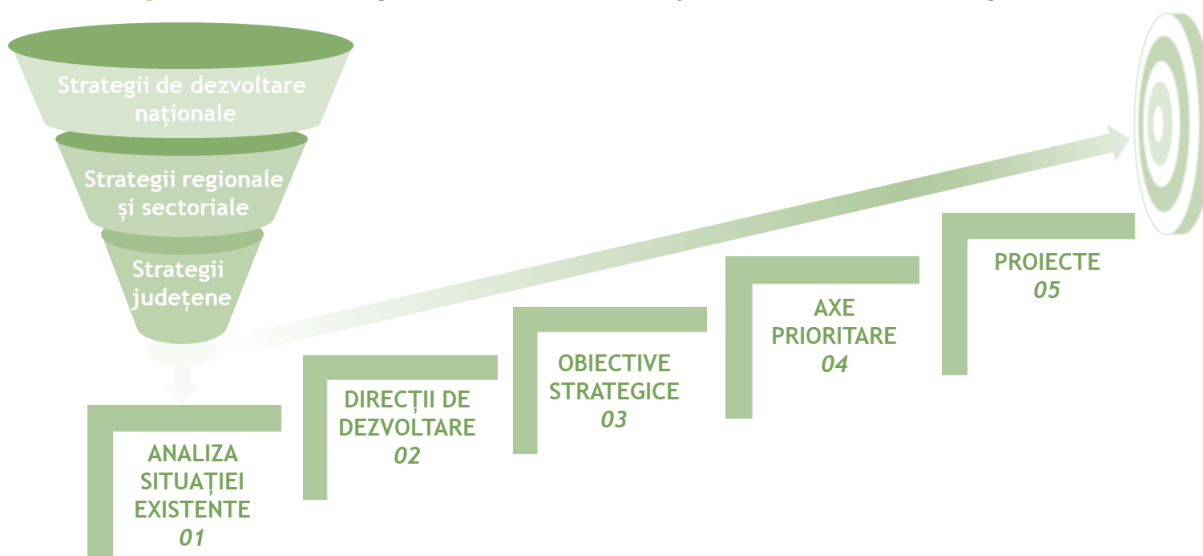 Strategii de dezvoltare
naționale
Strategii regionale
și sectoriale
Strategii
județene
ANALIZA
SITUAȚIEI
EXISTENTE
01
DIRECȚII DE
DEZVOLTARE
02
OBIECTIVE
STRATEGICE
03
AXE
PRIORITARE
04
PROIECTE
05